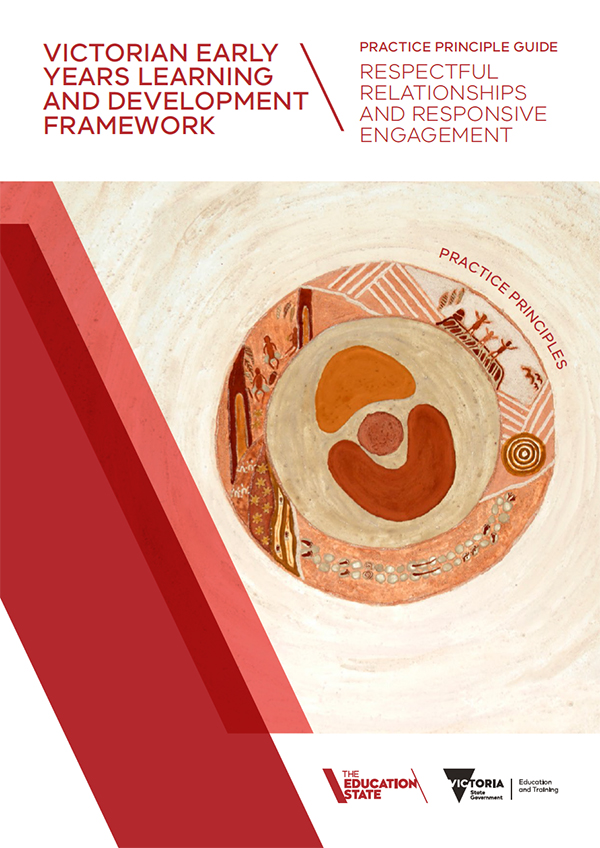 VICTORIAN EARLY
YEARS LEARNING
AND DEVELOPMENT
FRAMEWORK
PRACTICE PRINCIPLE GUIDE
RESPECTFUL
RELATIONSHIPS
AND RESPONSIVE
ENGAGEMENT
PRACTICE PRINCIPLES
THE
EDUCATION
STATE
VICTORIA
State
Government
Education
and Training